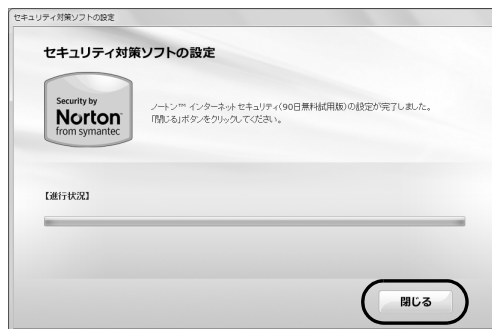 セキュリティ対策ソフトの設定
セキュリティ対策ソフトの設定
Security by
Norton
from symantec
ノートン™ インターネットセキュリティ(90日無料試用版)の設定が完了しました。
「閉じる」ボタンをクリックしてください。
【進行状況】
閉じる